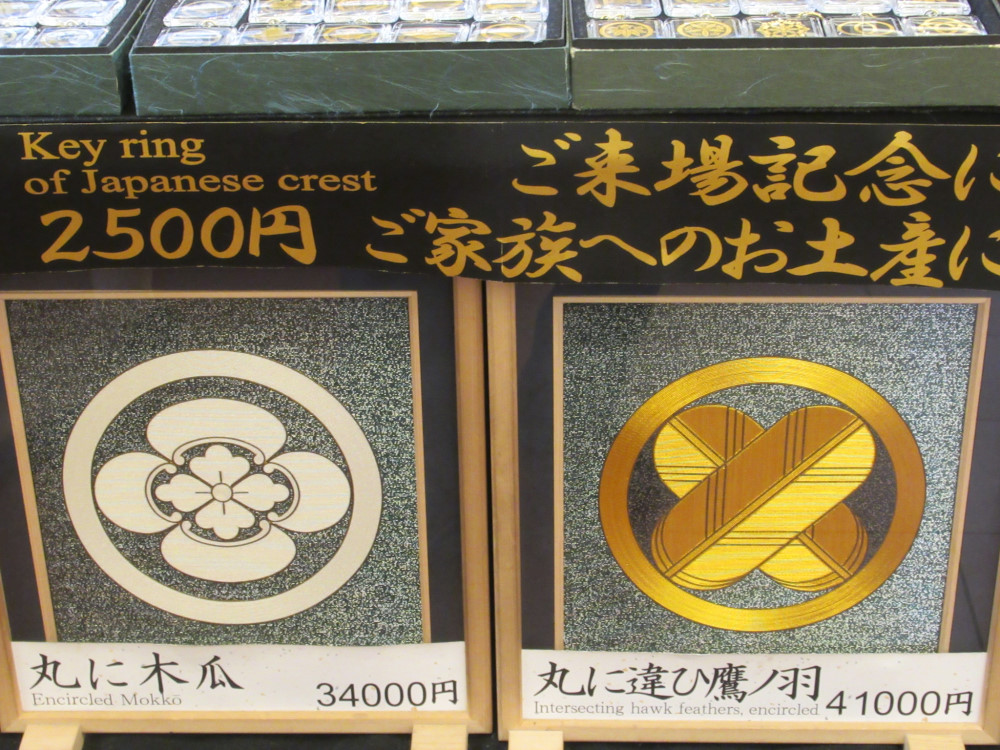 Key ring
of Japanese crest
2500円
ご来場記念に
ご家族へのお土産に
丸に木瓜
Encircled Mokkō
34000円
丸に違ひ鷹ノ羽
Intersecting hawk feathers, encircled
41000円